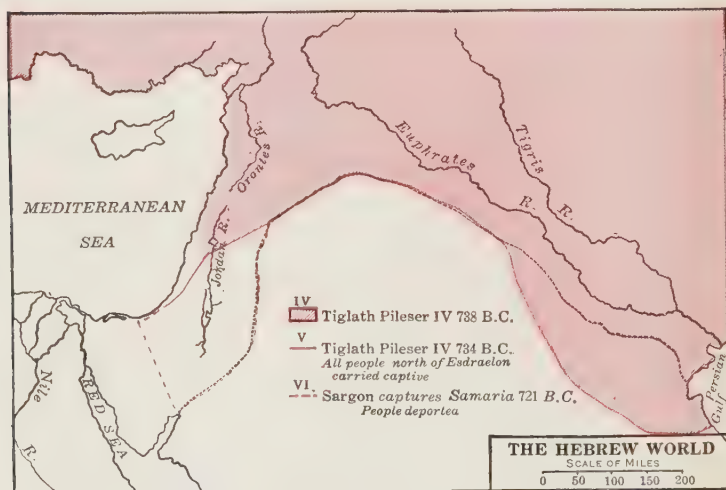 Euphrates
R.
Tigris
R.
Orontes
R.
MEDITERRANEAN
SEA
Jordan R.
IV
Tiglath Pileser IV 738 B.C.
V
Tiglath Pileser IV 734 B.C.
All people north of Esdraelon
carried captive
VI.
Sargon captures Samaria 721 B.C.
People deported
Nile
R.
RED SEA
Persian
Gulf
THE HEBREW WORLD
SCALE OF MILES
0 50 100 150 200